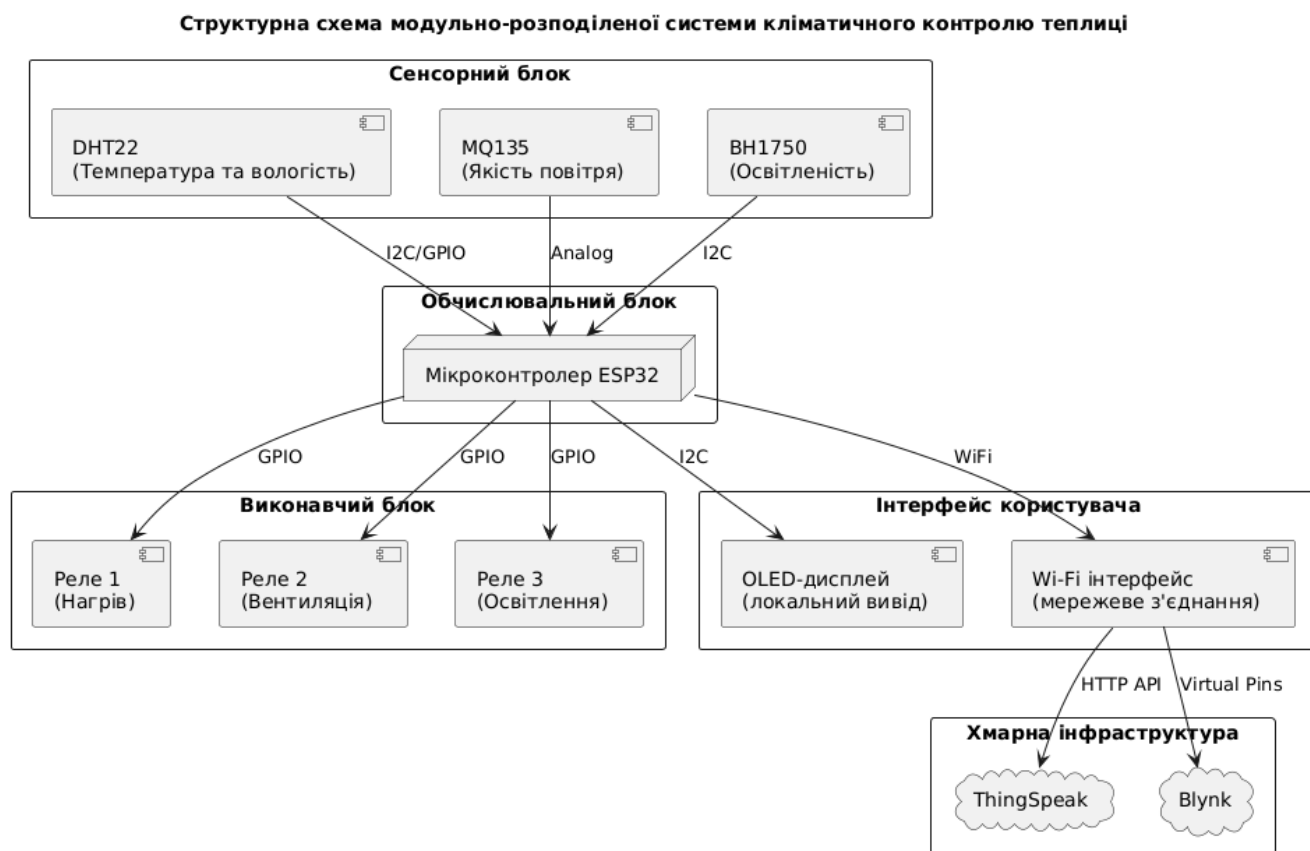 Структурна схема модульно-розподіленої системи кліматичного контролю теплиці
Сенсорний блок
DHT22
(Температура та вологість)
MQ135
(Якість повітря)
BH1750
(Освітленість)
I2C/GPIO
Analog
I2C
Обчислювальний блок
Мікроконтролер ESP32
GPIO
GPIO
GPIO
I2C
WiFi
Виконавчий блок
Реле 1
(Нагрів)
Реле 2
(Вентиляція)
Реле 3
(Освітлення)
Інтерфейс користувача
OLED-дисплей
(локальний вивід)
Wi-Fi інтерфейс
(мережеве з'єднання)
HTTP API
Virtual Pins
Хмарна інфраструктура
ThingSpeak
Blynk